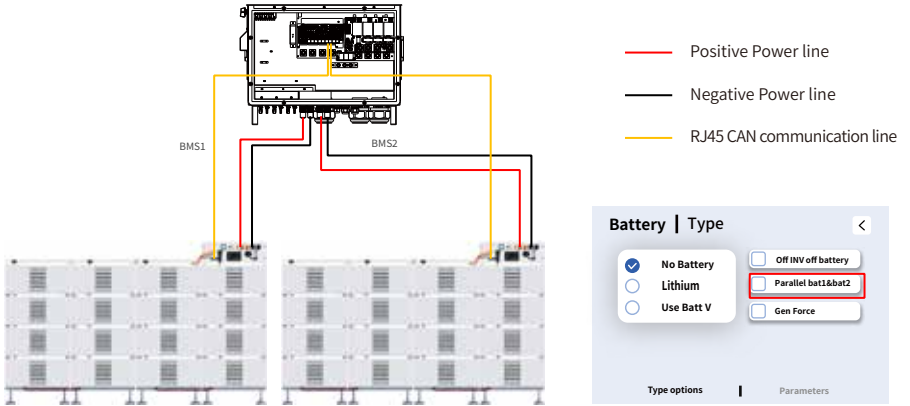 BMS1
BMS2
Positive Power line
Negative Power line
RJ45 CAN communication line
Battery | Type
<
No Battery
Lithium
Use Batt V
Off INV off battery
Parallel bat1&bat2
Gen Force
Type options | Parameters